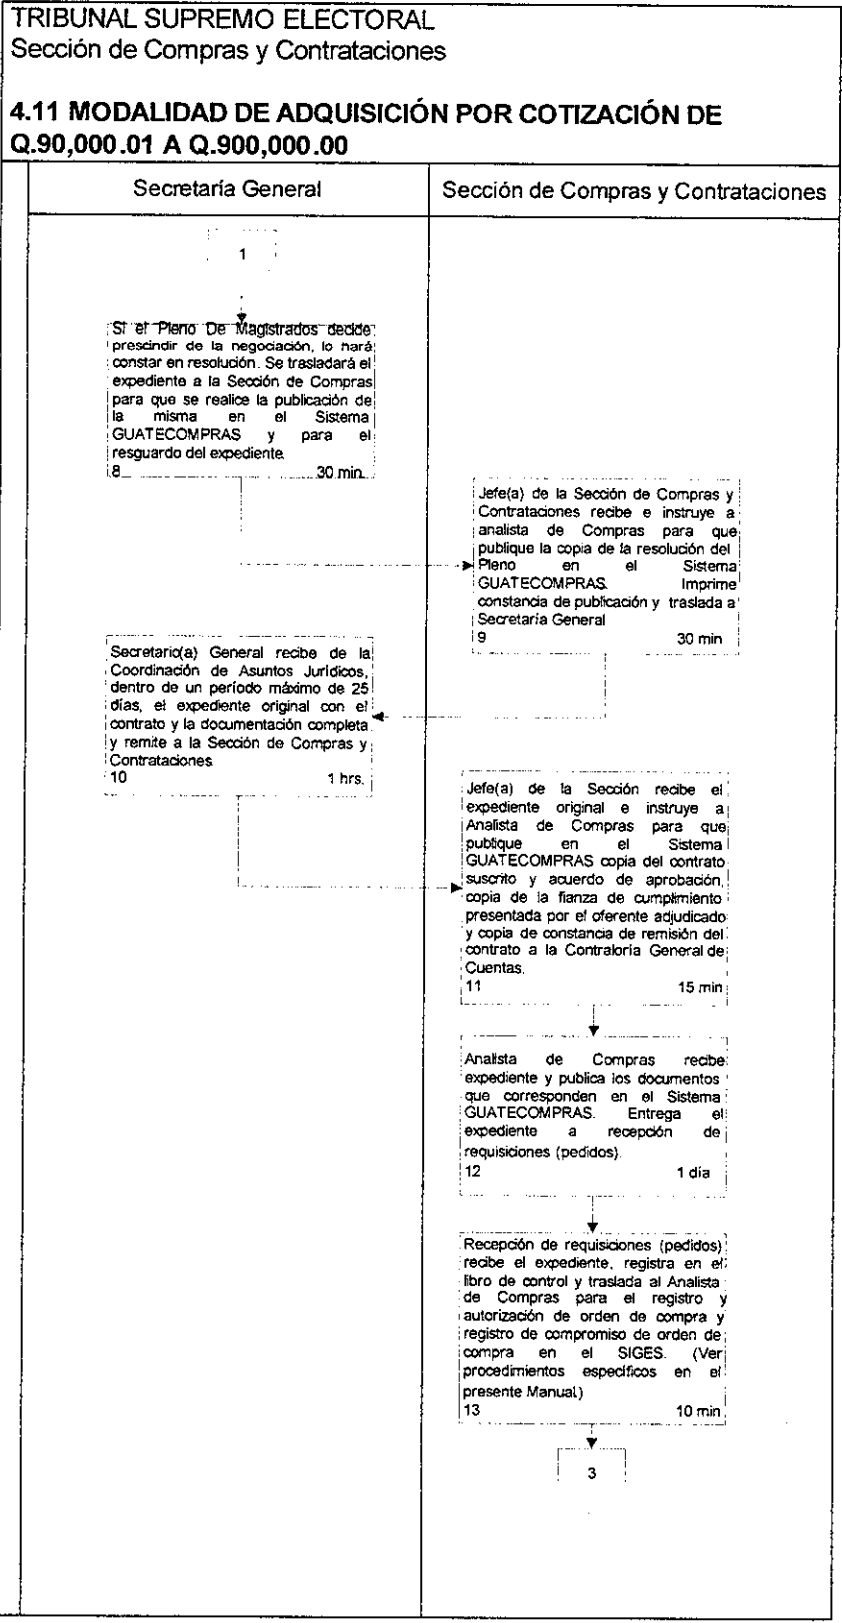 TRIBUNAL SUPREMO ELECTORAL
Sección de Compras y Contrataciones
4.11 MODALIDAD DE ADQUISICIÓN POR COTIZACIÓN DE
Q.90,000.01 A Q.900,000.00
Secretaría General
Sección de Compras y Contrataciones
1
Si el Pleno De Magistrados decide
prescindir de la negociación, lo hará
constar en resolución. Se trasladará el
expediente a la Sección de Compras
para que se realice la publicación de
la misma en el Sistema
GUATECOMPRAS y para el
resguardo del expediente.
8 30 min.
Jefe(a) de la Sección de Compras y
Contrataciones recibe e instruye a
analista de Compras para que
publique la copia de la resolución del
Pleno en el Sistema
GUATECOMPRAS. Imprime
constancia de publicación y traslada a
Secretaría General
9 30 min
Secretario(a) General recibe de la
Coordinación de Asuntos Jurídicos,
dentro de un período máximo de 25
días, el expediente original con el
contrato y la documentación completa
y remite a la Sección de Compras y
Contrataciones
10 1 hrs.
Jefe(a) de la Sección recibe el
expediente original e instruye a
Analista de Compras para que
publique en el Sistema
GUATECOMPRAS copia del contrato
suscrito y acuerdo de aprobación,
copia de la fianza de cumplimiento
presentada por el oferente adjudicado
y copia de constancia de remisión del
contrato a la Contraloría General de
Cuentas.
11 15 min
Analista de Compras recibe
expediente y publica los documentos
que corresponden en el Sistema
GUATECOMPRAS. Entrega el
expediente a recepción de
requisiciones (pedidos).
12 1 día
Recepción de requisiciones (pedidos)
recibe el expediente, registra en el
libro de control y traslada al Analista
de Compras para el registro y
autorización de orden de compra y
registro de compromiso de orden de
compra en el SIGES. (Ver
procedimientos específicos en el
presente Manual)
13 10 min
3